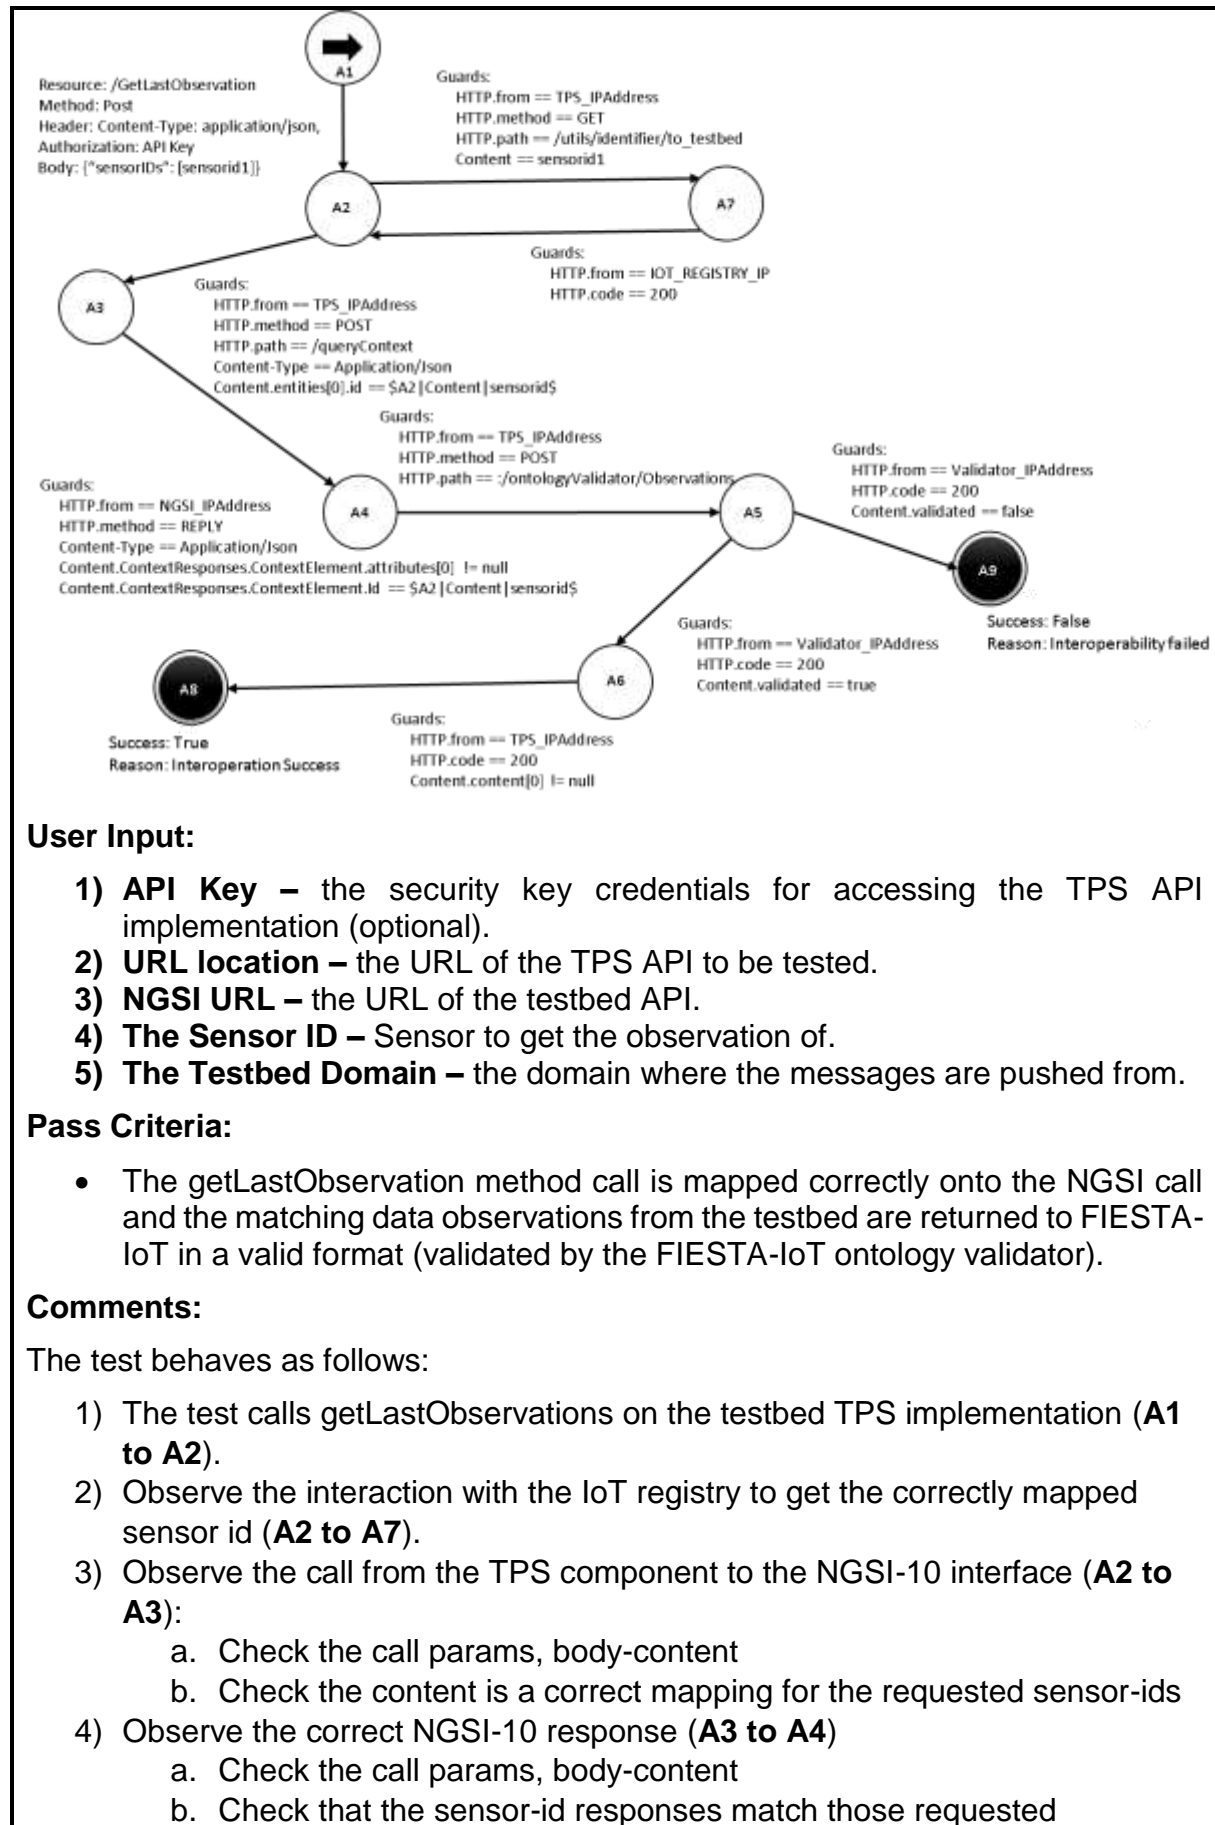 A1
Resource: /GetLastObservation
Method: Post
Header: Content-Type: application/json,
Authorization: API Key
Body: {"sensorIDs": [sensorid1]}
Guards:
HTTP.from == TPS_IPAddress
HTTP.method == GET
HTTP.path == /utils/identifier/to_testbed
Content == sensorid1
A2
A7
Guards:
HTTP.from == IOT_REGISTRY_IP
HTTP.code == 200
A3
Guards:
HTTP.from == TPS_IPAddress
HTTP.method == POST
HTTP.path == /queryContext
Content-Type == Application/Json
Content.entities[0].id == $A2|Content|sensorid$
Guards:
HTTP.from == TPS_IPAddress
HTTP.method == POST
HTTP.path == :/ontologyValidator/Observations
Guards:
HTTP.from == Validator_IPAddress
HTTP.code == 200
Content.validated == false
Guards:
HTTP.from == NGSI_IPAddress
HTTP.method == REPLY
Content-Type == Application/Json
Content.ContextResponses.ContextElement.attributes[0] != null
Content.ContextResponses.ContextElement.Id == $A2|Content|sensorid$
A4
A5
A9
Success: False
Reason: Interoperability failed
Guards:
HTTP.from == Validator_IPAddress
HTTP.code == 200
Content.validated == true
A6
A8
Success: True
Reason: Interoperation Success
Guards:
HTTP.from == TPS_IPAddress
HTTP.code == 200
Content.content[0] != null
User Input:
1) API Key – the security key credentials for accessing the TPS API
implementation (optional).
2) URL location – the URL of the TPS API to be tested.
3) NGSI URL – the URL of the testbed API.
4) The Sensor ID – Sensor to get the observation of.
5) The Testbed Domain – the domain where the messages are pushed from.
Pass Criteria:
• The getLastObservation method call is mapped correctly onto the NGSI call
and the matching data observations from the testbed are returned to FIESTA-
IoT in a valid format (validated by the FIESTA-IoT ontology validator).
Comments:
The test behaves as follows:
1) The test calls getLastObservations on the testbed TPS implementation (A1
to A2).
2) Observe the interaction with the IoT registry to get the correctly mapped
sensor id (A2 to A7).
3) Observe the call from the TPS component to the NGSI-10 interface (A2 to
A3):
a. Check the call params, body-content
b. Check the content is a correct mapping for the requested sensor-ids
4) Observe the correct NGSI-10 response (A3 to A4)
a. Check the call params, body-content
b. Check that the sensor-id responses match those requested